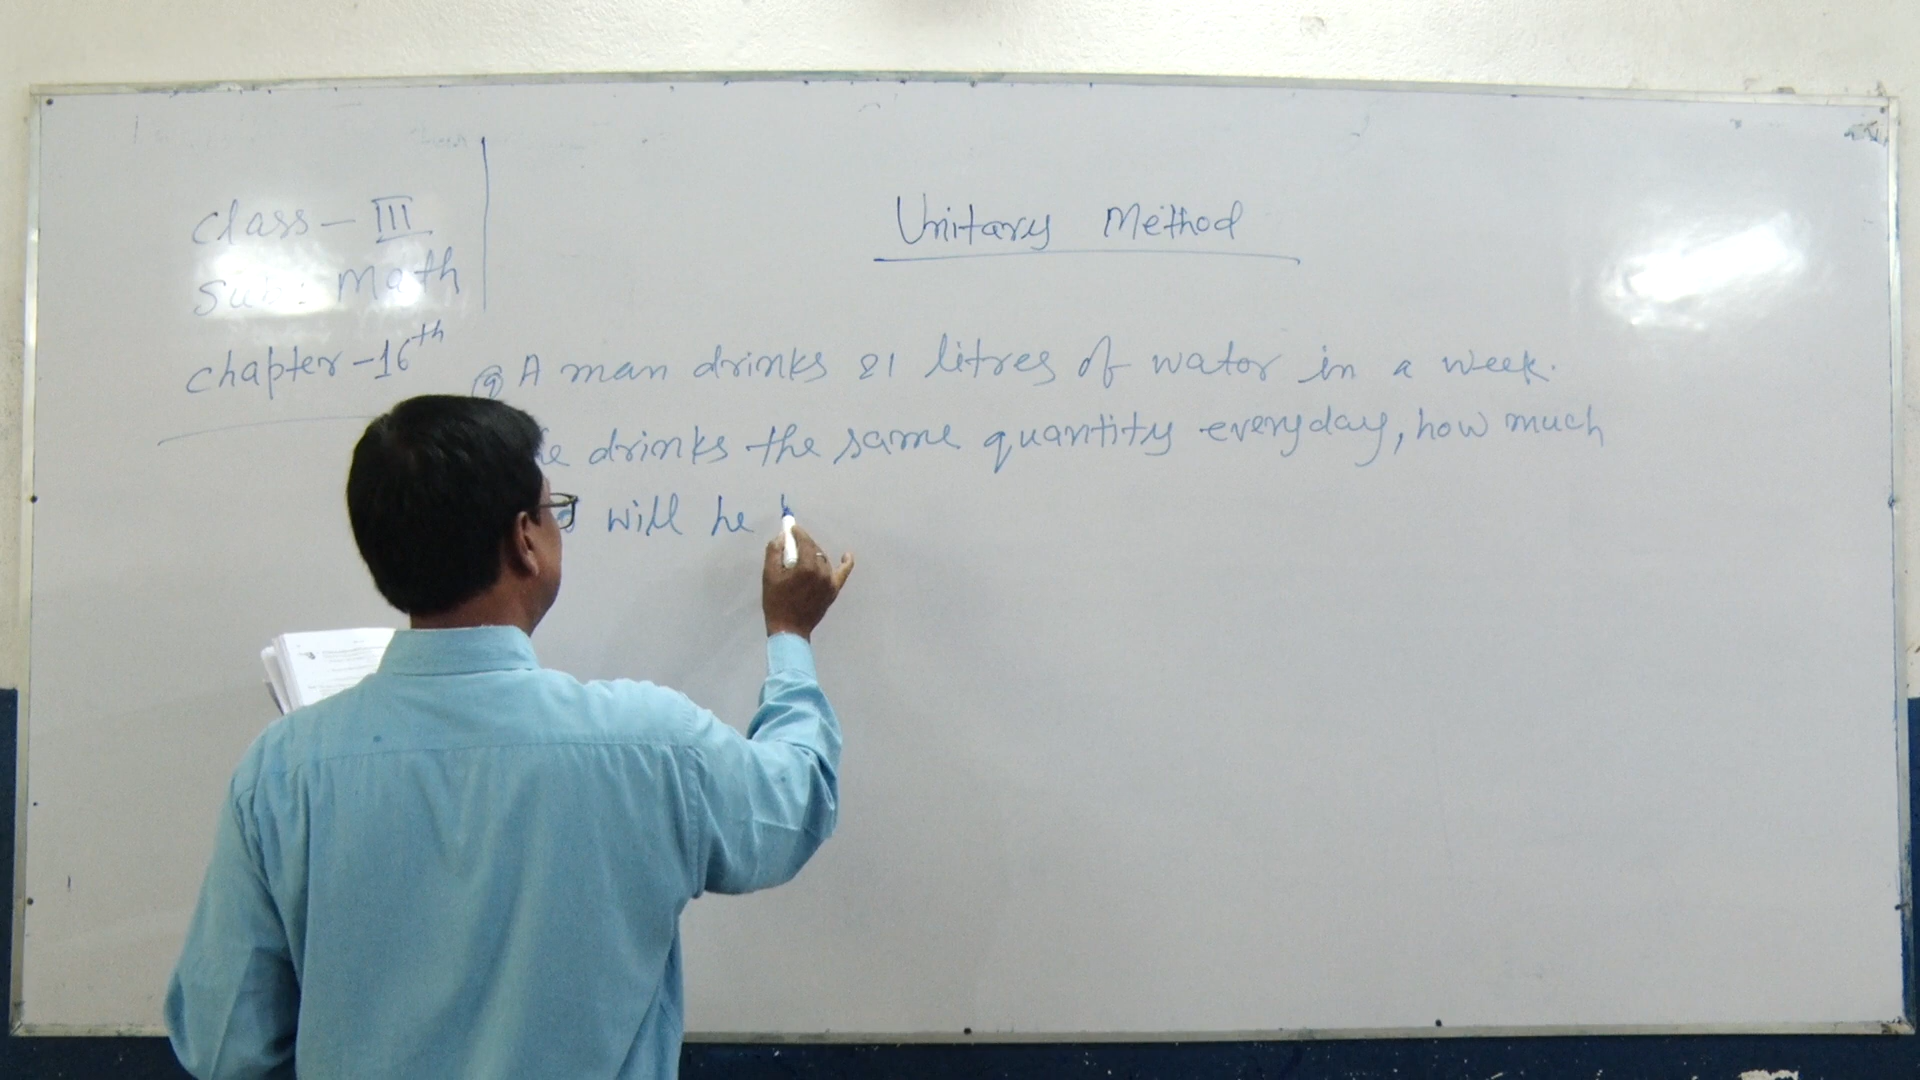 Class - III
Sub: Math
Chapter - 16th
Unitary Method
(9) A man drinks 21 litres of water in a week.
drinks the same quantity everyday, how much
will he